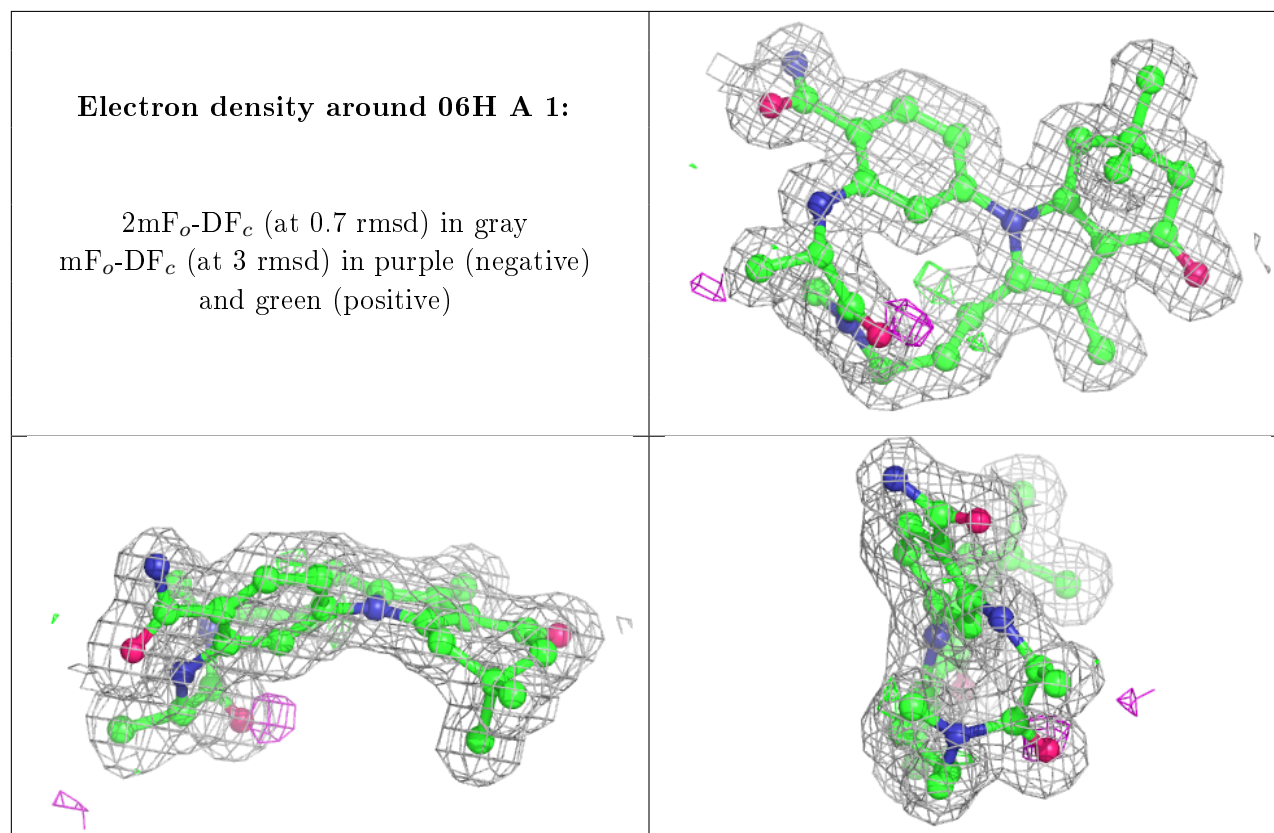 Electron density around 06H A 1:
2mFo-DFc (at 0.7 rmsd) in gray
mFo-DFc (at 3 rmsd) in purple (negative)
and green (positive)